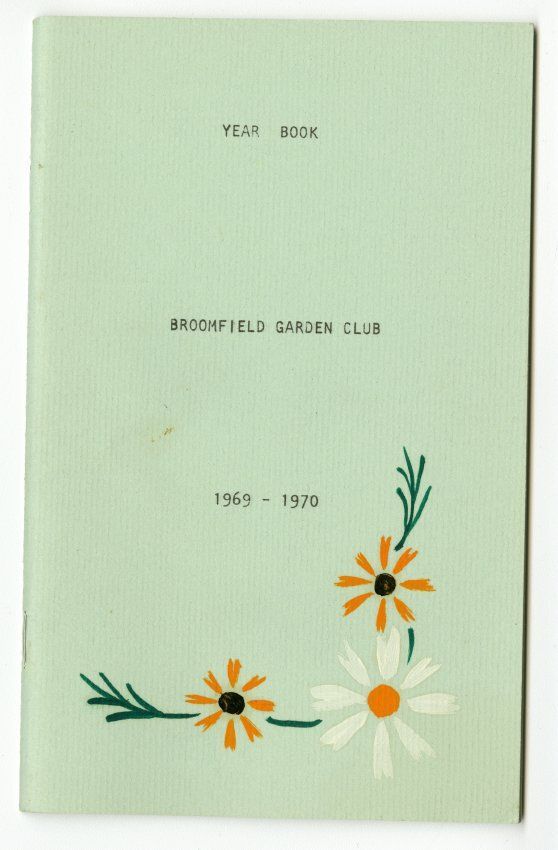 YEAR BOOK
BROOMFIELD GARDEN CLUB
1969 - 1970